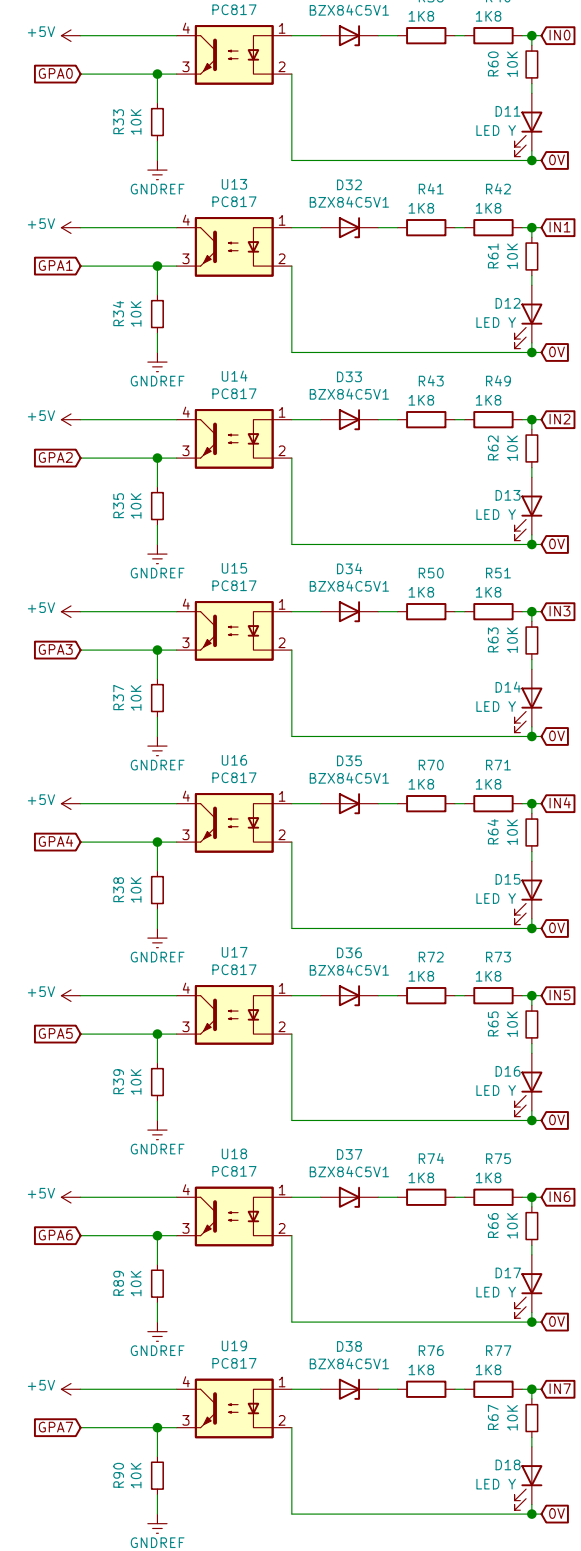 PC817
BZX84C5V1
1K8
1K8
+5V
4
1
IN0
GPA0
3
2
R60
10K
R33
10K
D11
LED Y
0V
GNDREF
U13
PC817
D32
BZX84C5V1
R41
1K8
R42
1K8
+5V
4
1
IN1
GPA1
3
2
R61
10K
R34
10K
D12
LED Y
0V
GNDREF
U14
PC817
D33
BZX84C5V1
R43
1K8
R49
1K8
+5V
4
1
IN2
GPA2
3
2
R62
10K
R35
10K
D13
LED Y
0V
GNDREF
U15
PC817
D34
BZX84C5V1
R50
1K8
R51
1K8
+5V
4
1
IN3
GPA3
3
2
R63
10K
R37
10K
D14
LED Y
0V
GNDREF
U16
PC817
D35
BZX84C5V1
R70
1K8
R71
1K8
+5V
4
1
IN4
GPA4
3
2
R64
10K
R38
10K
D15
LED Y
0V
GNDREF
U17
PC817
D36
BZX84C5V1
R72
1K8
R73
1K8
+5V
4
1
IN5
GPA5
3
2
R65
10K
R39
10K
D16
LED Y
0V
GNDREF
U18
PC817
D37
BZX84C5V1
R74
1K8
R75
1K8
+5V
4
1
IN6
GPA6
3
2
R66
10K
R89
10K
D17
LED Y
0V
GNDREF
U19
PC817
D38
BZX84C5V1
R76
1K8
R77
1K8
+5V
4
1
IN7
GPA7
3
2
R67
10K
R90
10K
D18
LED Y
0V
GNDREF